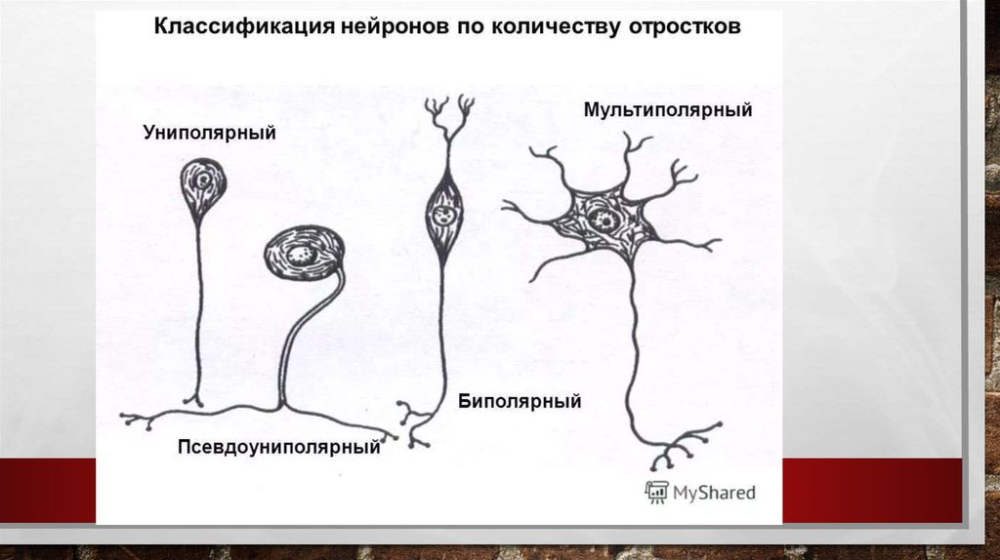 Классификация нейронов по количеству отростков
Мультиполярный
Униполярный
Биполярный
Псевдоуниполярный
MyShared